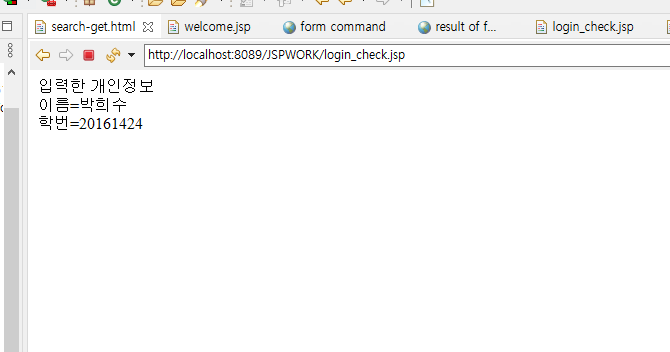 search-get.html
welcome.jsp
form command
result of f...
login_check.jsp
http://localhost:8089/JSPWORK/login_check.jsp
입력한 개인정보
이름=박희수
학번=20161424